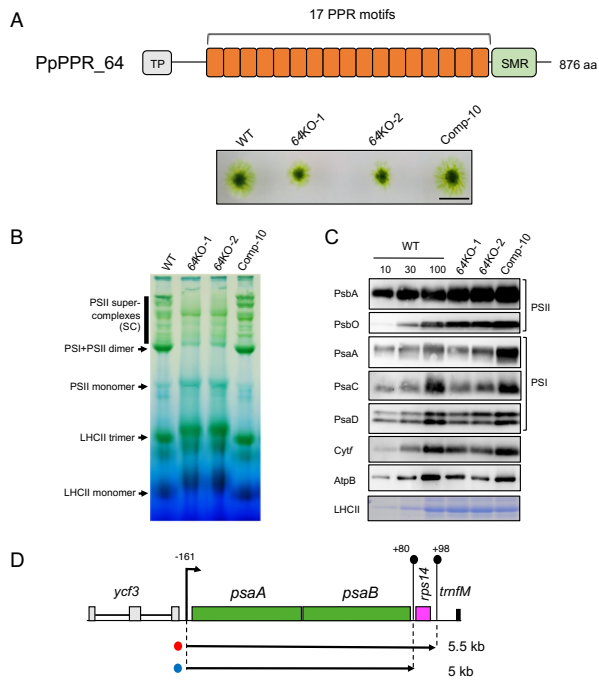 A
17 PPR motifs
PpPPR_64
TP
SMR
876 aa
WT
64KO-1
64KO-2
Comp-10
B
WT
64KO-1
64KO-2
Comp-10
PSII super-
complexes
(SC)
PSI+PSII dimer
PSII monomer
LHCII trimer
LHCII monomer
C
WT
10 30 100 64KO-1 64KO-2 Comp-10
PsbA
PsbO
PSII
PsaA
PsaC
PsaD
PSI
Cytf
AtpB
LHCII
D
-161
+80
+98
ycf3
psaA
psaB
rps14
trnfM
5.5 kb
5 kb